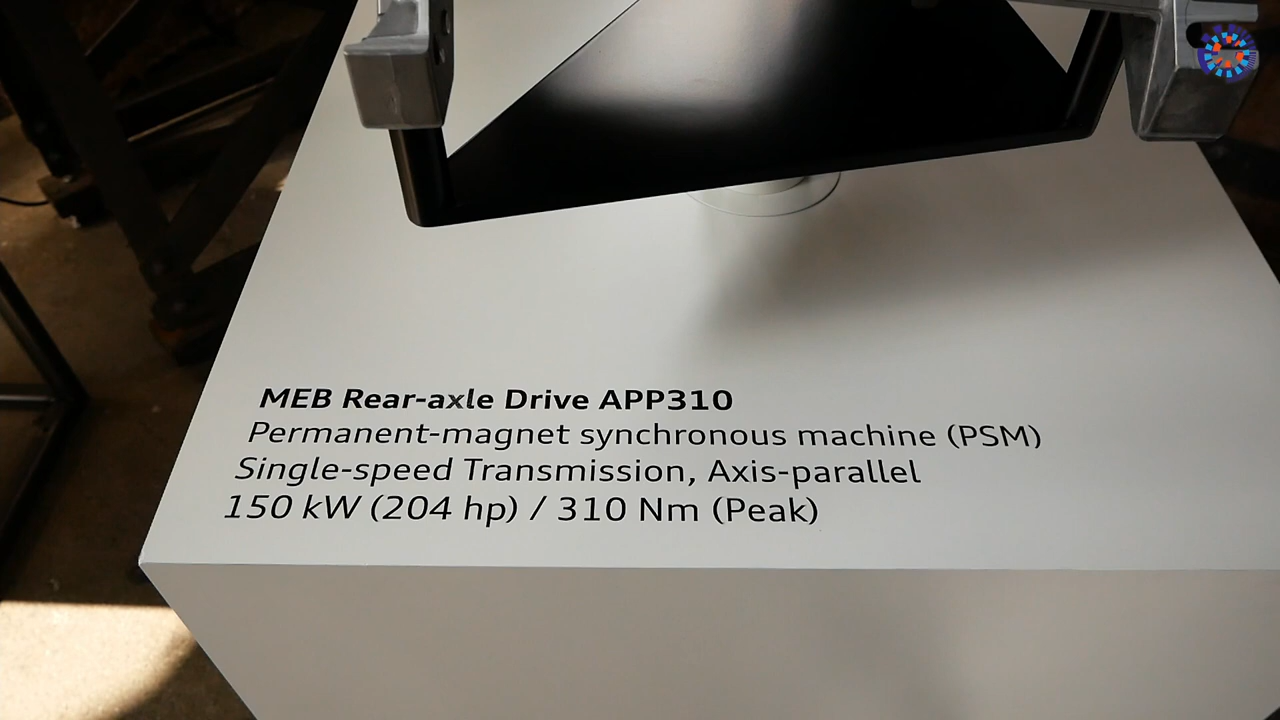 MEB Rear-axle Drive APP310
Permanent-magnet synchronous machine (PSM)
Single-speed Transmission, Axis-parallel
150 kW (204 hp) / 310 Nm (Peak)